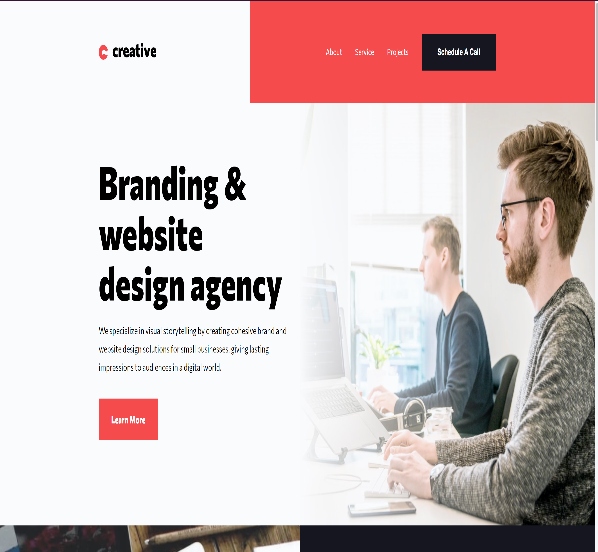 creative
About Service Projects Schedule A Call
Branding &
website
design agency
We specialize in visual storytelling by creating cohesive brand and
website design solutions for small businesses, giving lasting
impressions to audiences in a digital world.
Learn More